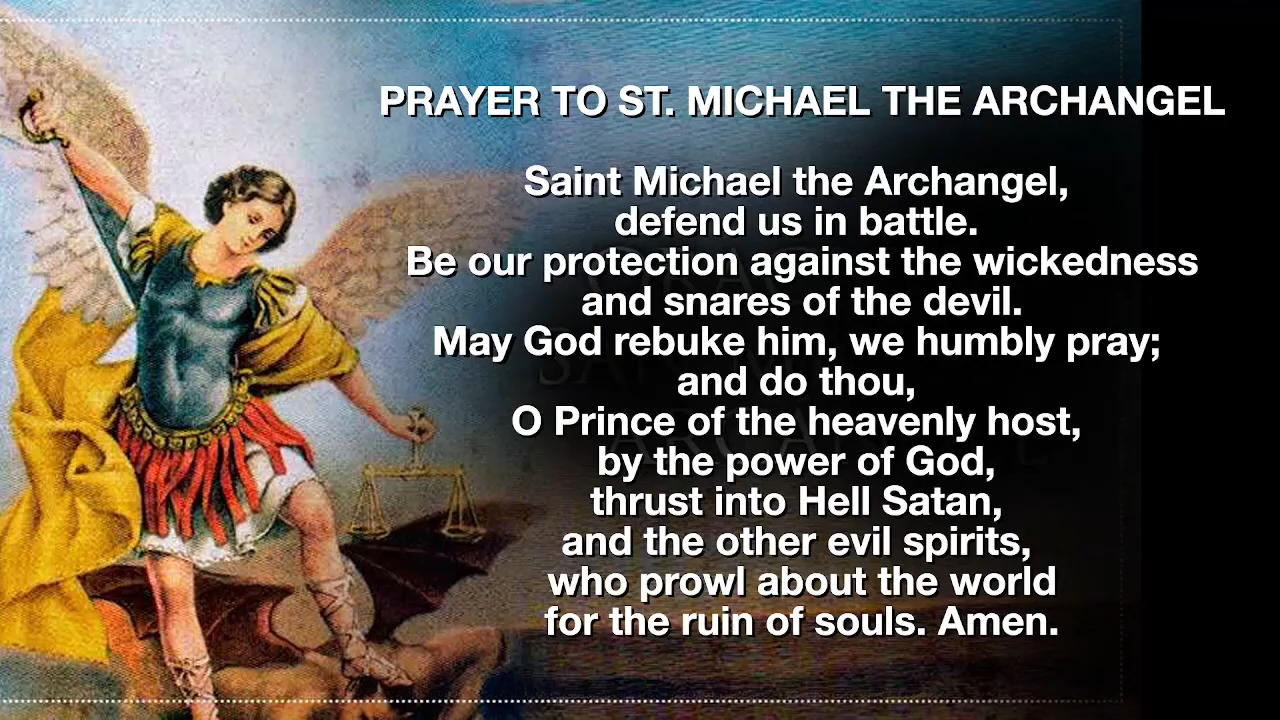 PRAYER TO ST. MICHAEL THE ARCHANGEL
Saint Michael the Archangel,
defend us in battle.
Be our protection against the wickedness
and snares of the devil.
May God rebuke him, we humbly pray;
and do thou,
O Prince of the heavenly host,
by the power of God,
thrust into Hell Satan,
and the other evil spirits,
who prowl about the world
for the ruin of souls. Amen.